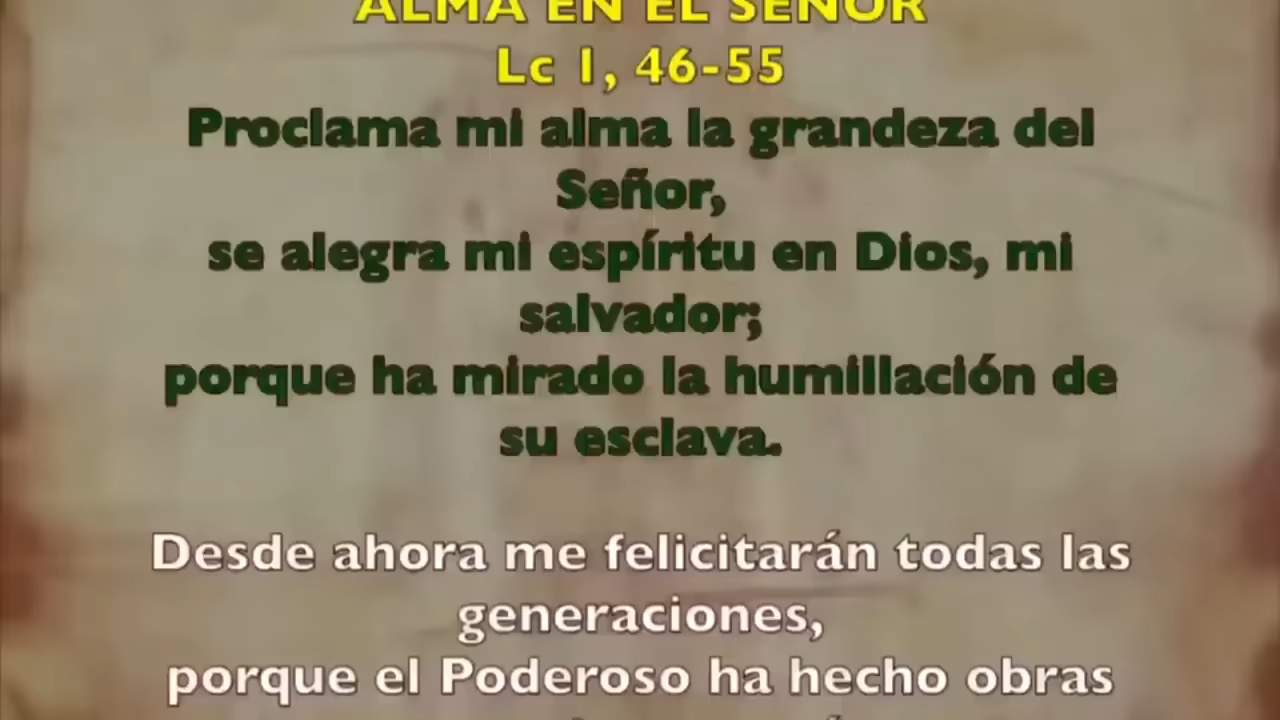 ALMA EN EL SEÑOR
Lc 1, 46-55
Proclama mi alma la grandeza del
Señor,
se alegra mi espíritu en Dios, mi
salvador;
porque ha mirado la humillación de
su esclava.
Desde ahora me felicitarán todas las
generaciones,
porque el Poderoso ha hecho obras